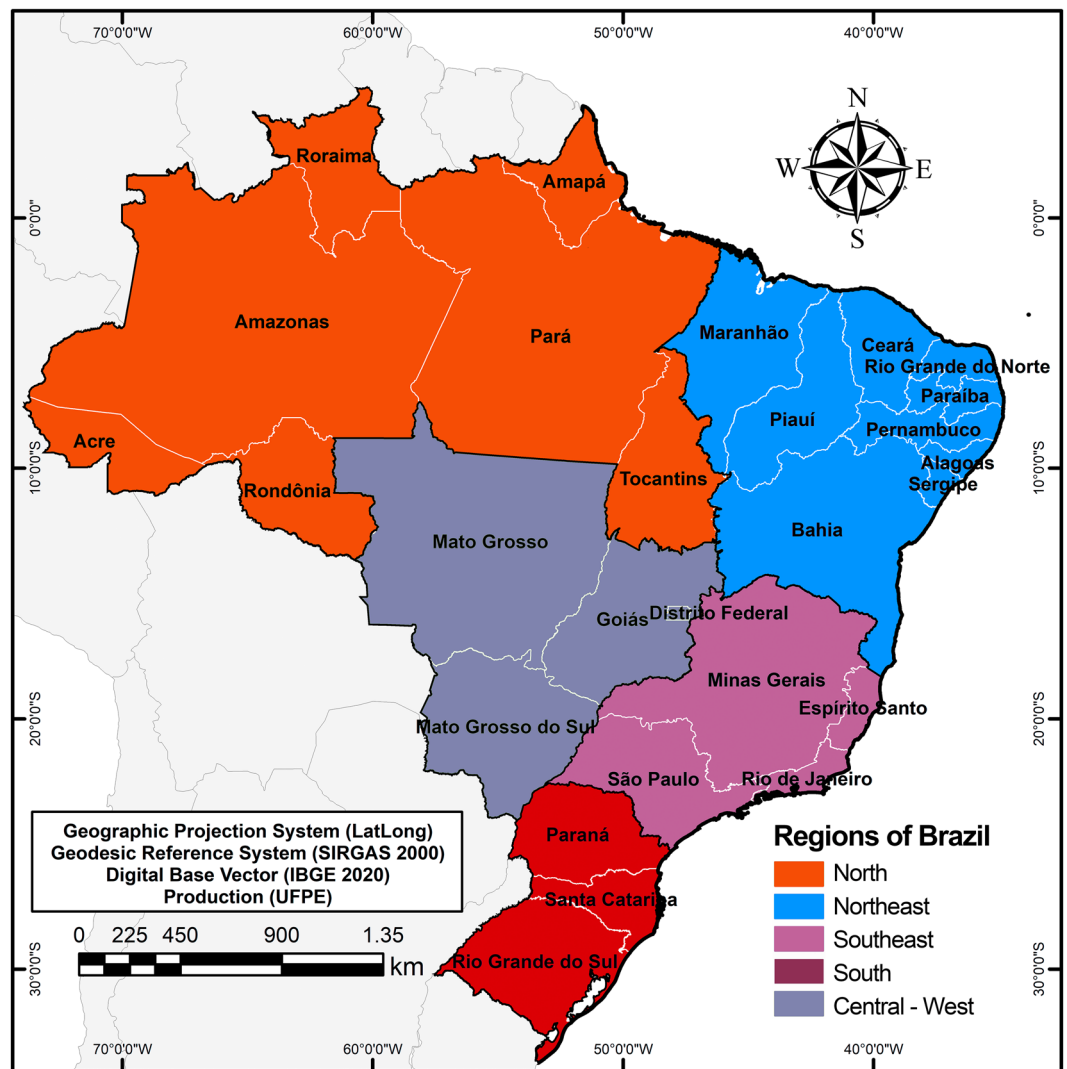 70°0'0"W 60°0'0"W 50°0'0"W 40°0'0"W
N
W E
S
Roraima
Amapá
0°0'0" 0°0'0"
Amazonas
Pará
Maranhão
Ceará
Rio Grande do Norte
Paraíba
Piauí
Pernambuco
Acre
Alagoas
10°0'0"S 10°0'0"S
Tocantins
Sergipe
Rondônia
Bahia
Mato Grosso
Goiás
Distrito Federal
Minas Gerais
Espírito Santo
20°0'0"S 20°0'0"S
Mato Grosso do Sul
São Paulo
Rio de Janeiro
Paraná
Santa Catarina
Rio Grande do Sul
Geographic Projection System (LatLong)
Geodesic Reference System (SIRGAS 2000)
Digital Base Vector (IBGE 2020)
Production (UFPE)
0 225 450 900 1.35
km
30°0'0"S 30°0'0"S
Regions of Brazil
North
Northeast
Southeast
South
Central - West
70°0'0"W 60°0'0"W 50°0'0"W 40°0'0"W